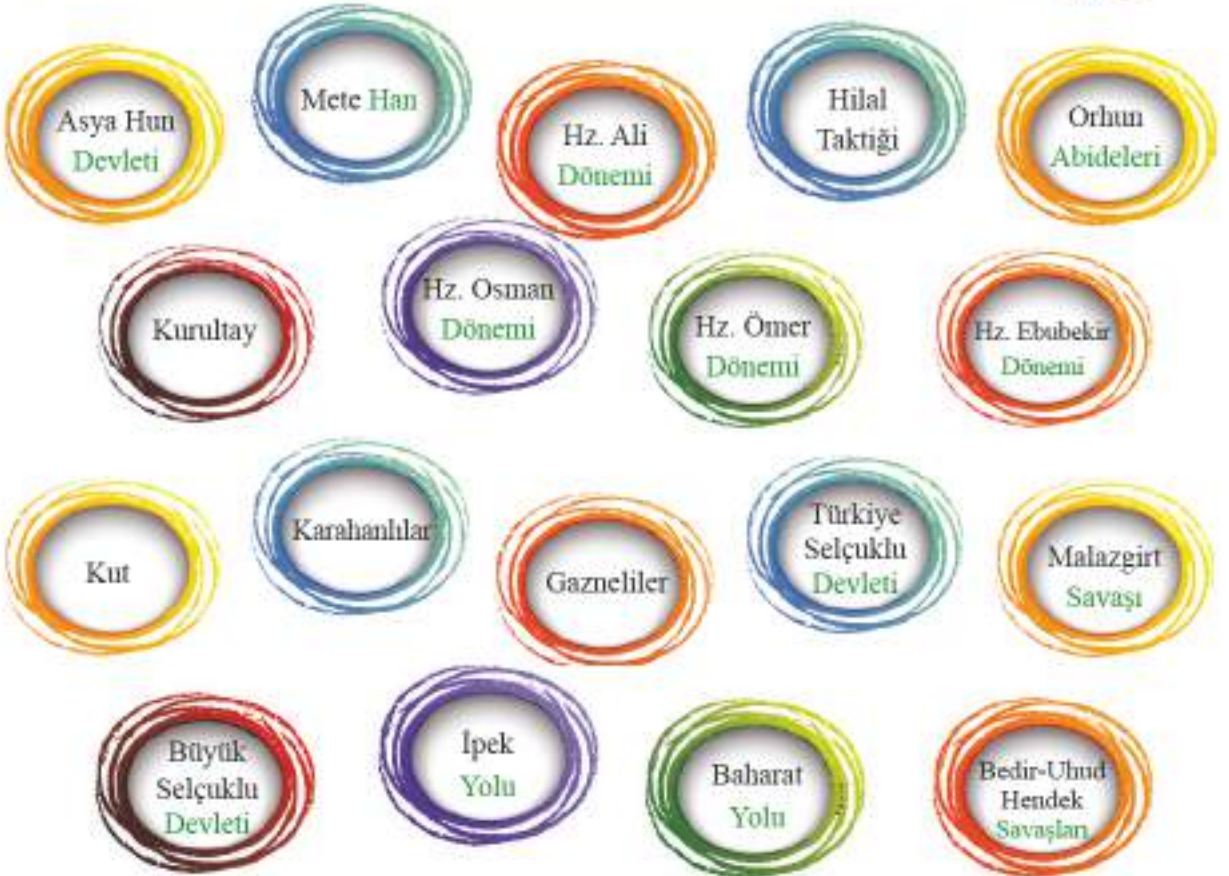 Asya Hun
Devleti
Mete Han
Hz. Ali
Dönemi
Hilal
Taktiği
Orhun
Abideleri
Kurultay
Hz. Osman
Dönemi
Hz. Ömer
Dönemi
Hz. Ebubekir
Dönemi
Kut
Karahanlılar
Gazneliler
Türkiye
Selçuklu
Devleti
Malazgirt
Savaşı
Büyük
Selçuklu
Devleti
İpek
Yolu
Baharat
Yolu
Bedir-Uhud
Hendek
Savaşları